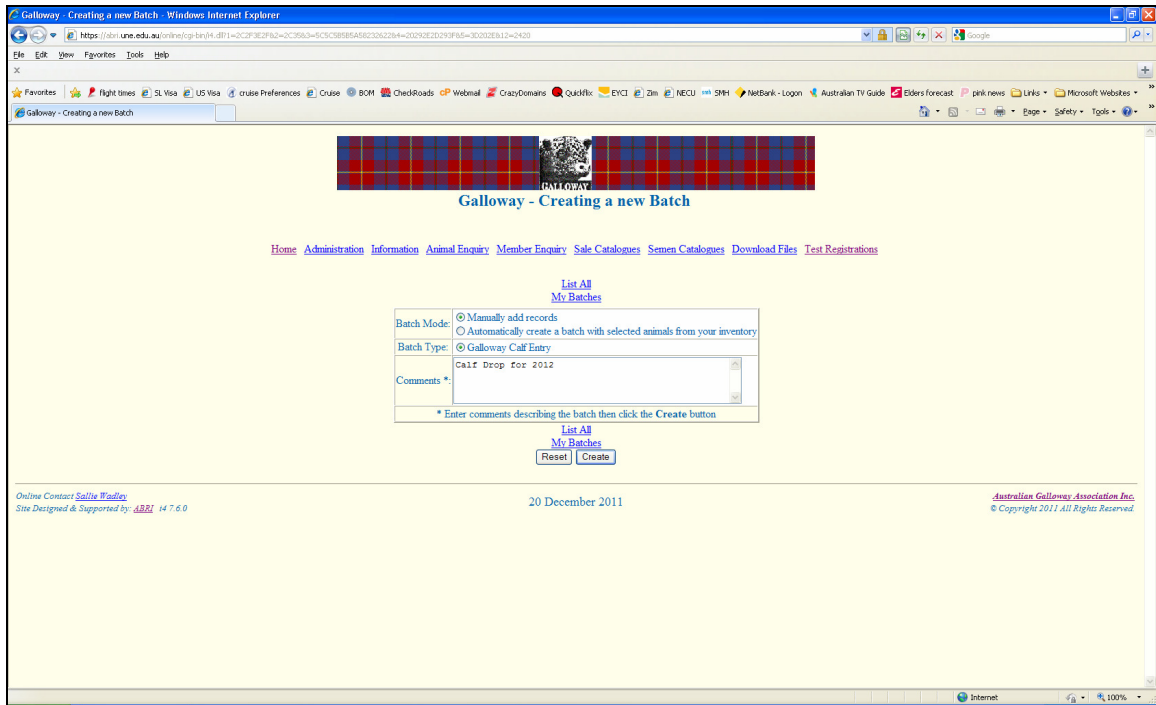 Galloway - Creating a new Batch - Windows Internet Explorer
File Edit View Favorites Tools Help
Google
Favorites flight times SL Visa US Visa cruise Preferences Cruise BOM CheckRoads Webmail CrazyDomains Quickflix EYCI Zim NECU SMH NetBank - Logon Australian TV Guide Elders forecast pink news Links Microsoft Websites
Galloway - Creating a new Batch
Page Safety Tools
GALLOWAY
Galloway - Creating a new Batch
Home Administration Information Animal Enquiry Member Enquiry Sale Catalogues Semen Catalogues Download Files Test Registrations
List All
My Batches
Batch Mode: Manually add records
Automatically create a batch with selected animals from your inventory
Batch Type: Galloway Calf Entry
Comments *: Calf Drop for 2012
* Enter comments describing the batch then click the Create button
List All
My Batches
Reset Create
Online Contact Sallie Wadley
Site Designed & Supported by: ABRI i4 7.6.0
20 December 2011
Australian Galloway Association Inc.
© Copyright 2011 All Rights Reserved.
Internet 100%